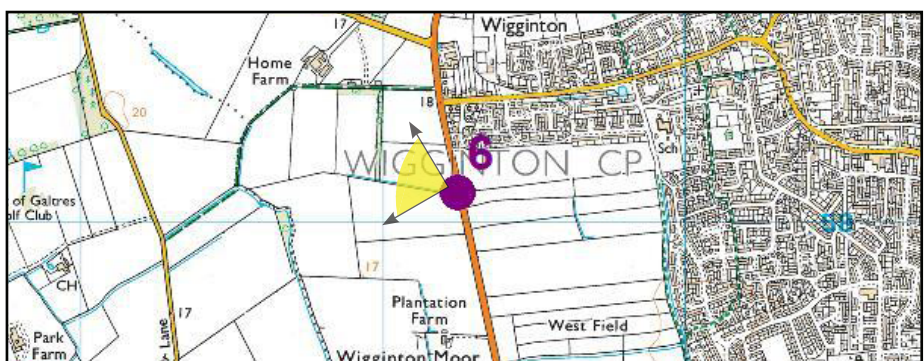 17
Wigginton
Home
Farm
18
20
6
WIGGINTON CP
Sch
of Galtres
olf Club
58
17
CH
17
Plantation
Farm
Lane
West Field
Park
Farm
Wigginton Moor